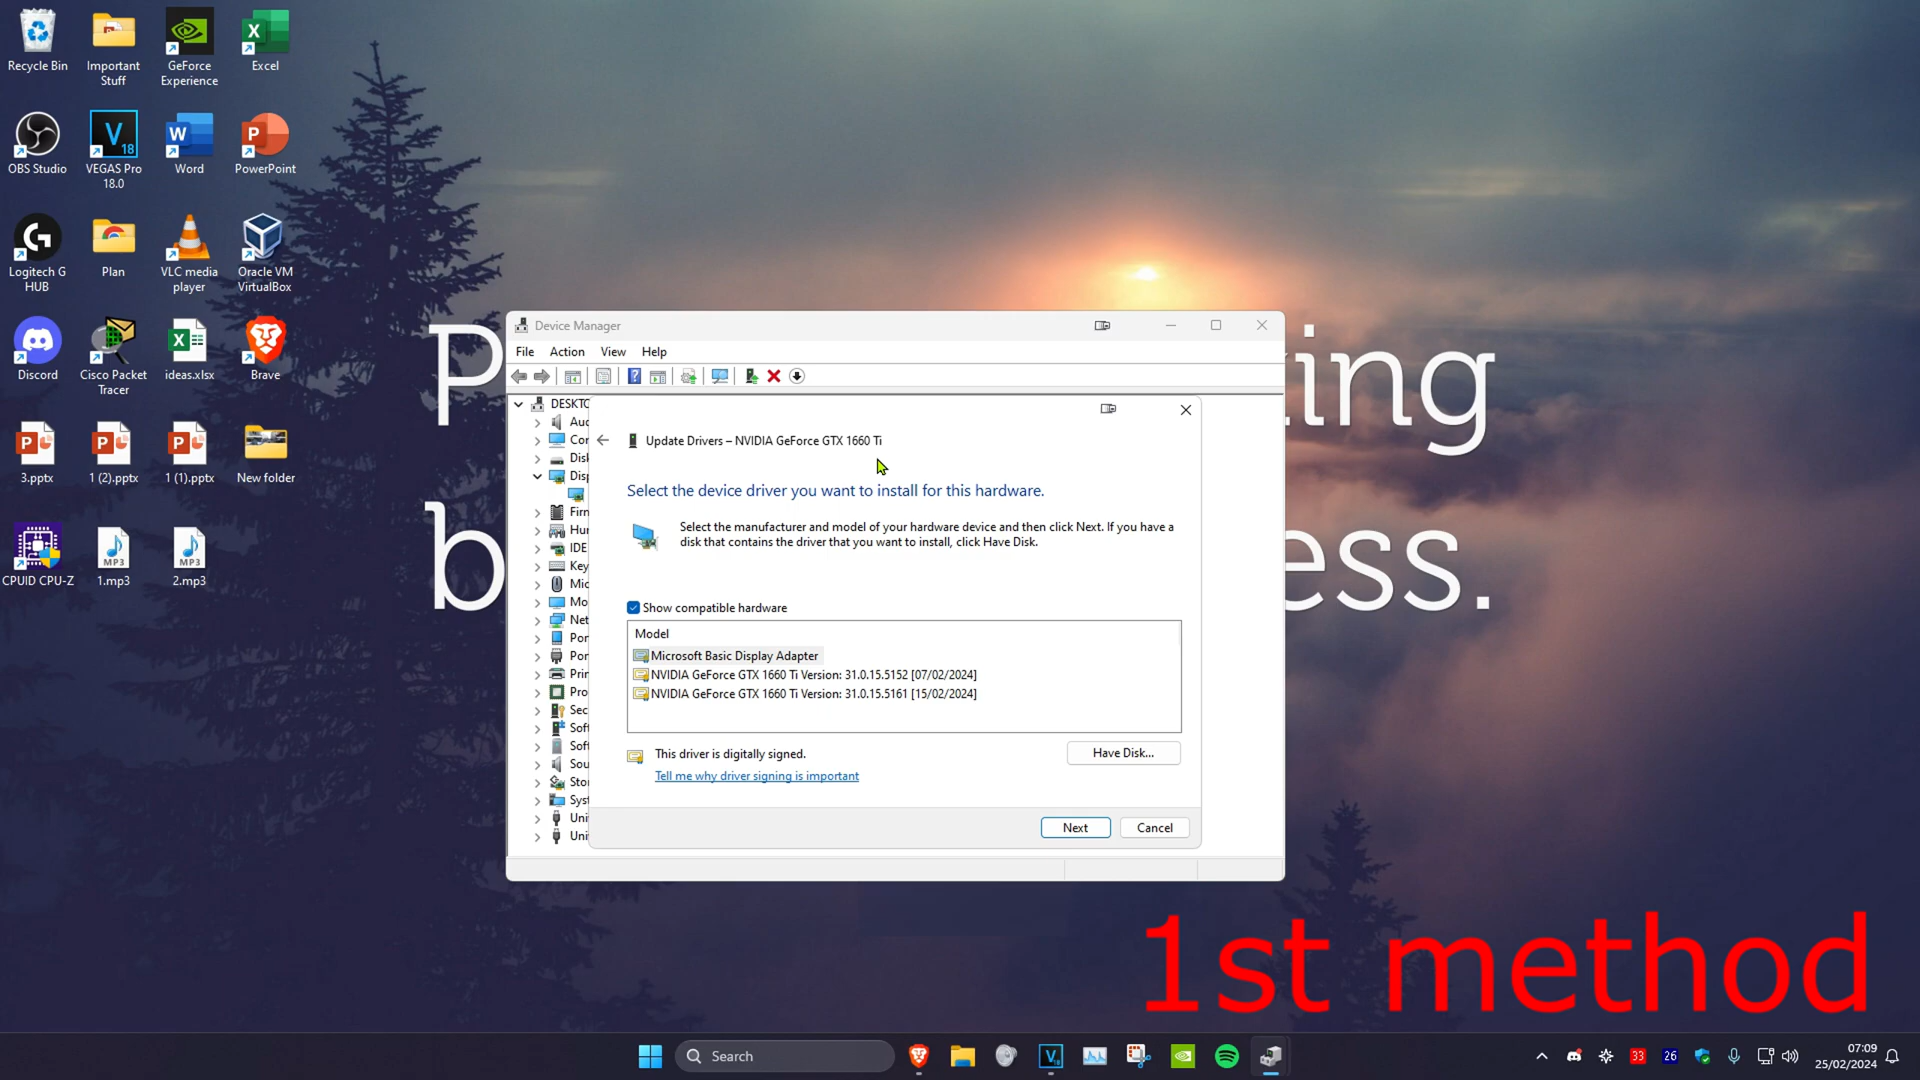 Recycle Bin
Important
Stuff
GeForce
Experience
Excel
OBS Studio
VEGAS Pro
18.0
Word
PowerPoint
Logitech G
HUB
Plan
VLC media
player
Oracle VM
VirtualBox
Discord
Cisco Packet
Tracer
ideas.xlsx
Brave
3.pptx
1 (2).pptx
1 (1).pptx
New folder
CPUID CPU-Z
1.mp3
2.mp3
Device Manager
File Action View Help
DESKTO
Aud
Cor
Disk
Disp
Firn
Hur
IDE
Key
Mic
Mo
Net
Por
Por
Prin
Pro
Sec
Soft
Soft
Sou
Sto
Syst
Uni
Uni
Update Drivers – NVIDIA GeForce GTX 1660 Ti
Select the device driver you want to install for this hardware.
Select the manufacturer and model of your hardware device and then click Next. If you have a
disk that contains the driver that you want to install, click Have Disk.
Show compatible hardware
Model
Microsoft Basic Display Adapter
NVIDIA GeForce GTX 1660 Ti Version: 31.0.15.5152 [07/02/2024]
NVIDIA GeForce GTX 1660 Ti Version: 31.0.15.5161 [15/02/2024]
This driver is digitally signed.
Have Disk...
Tell me why driver signing is important
Next
Cancel
1st method
Search
33
26
07:09
25/02/2024